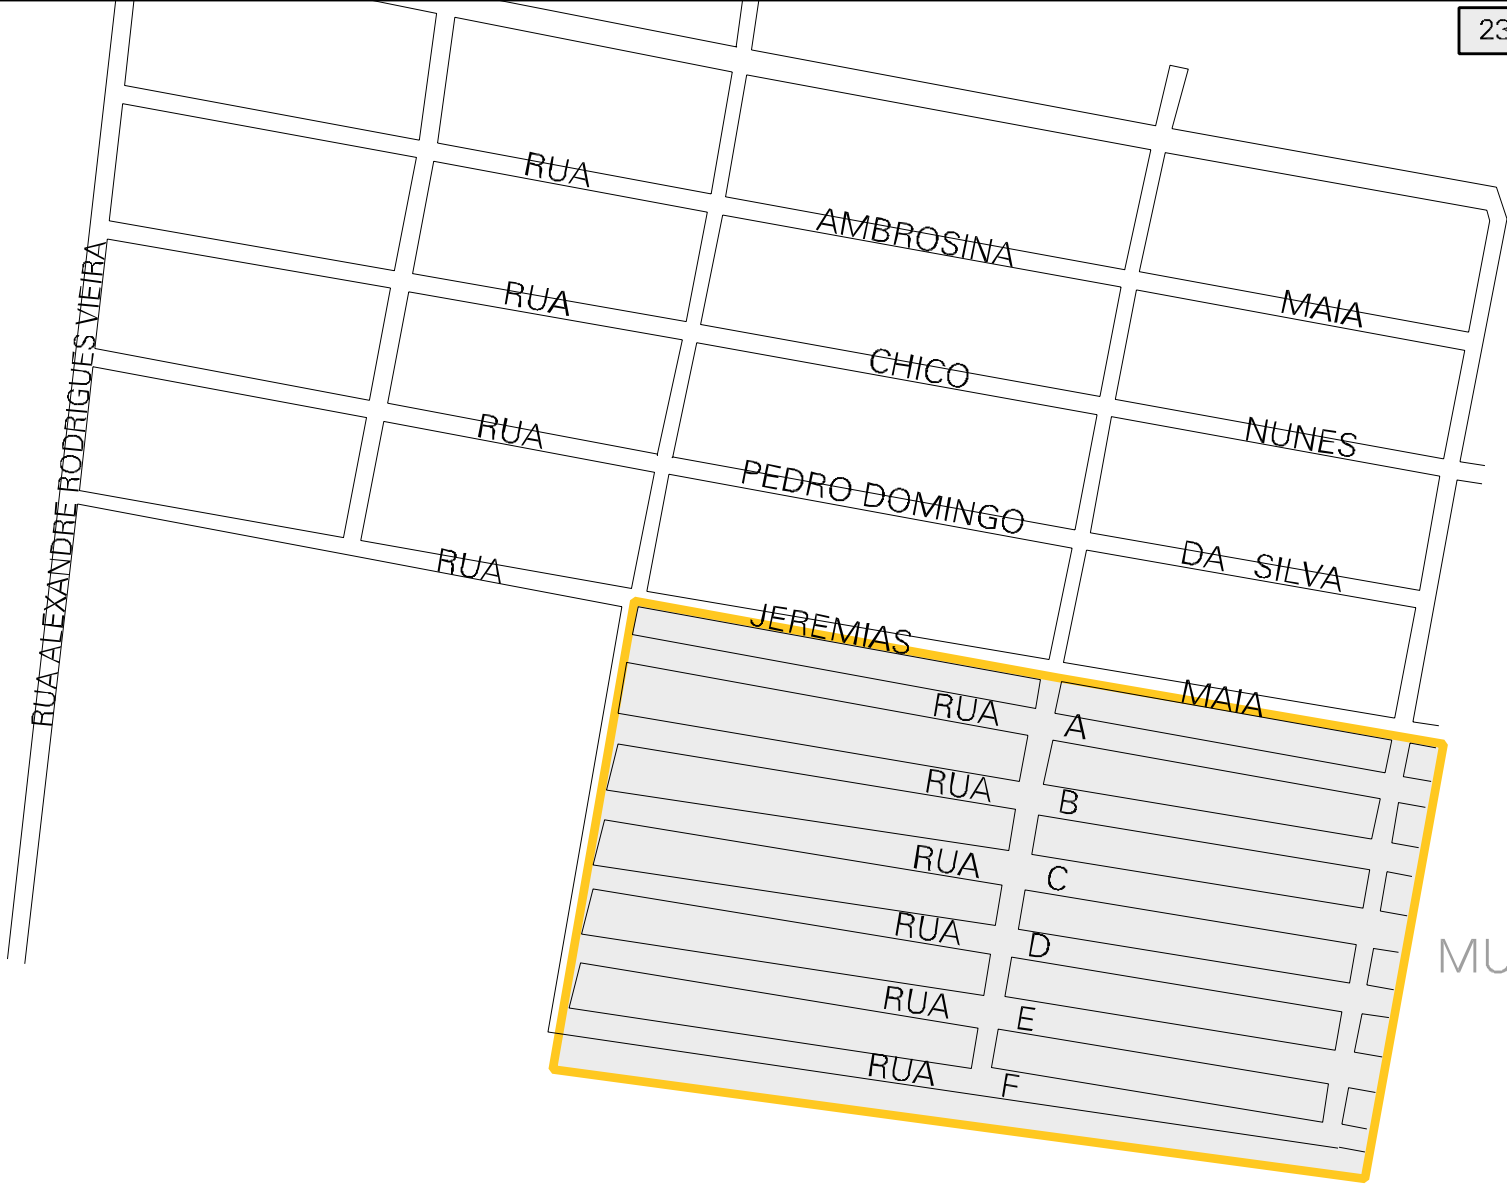 23
RUA AMBROSINA MAIA
RUA CHICO NUNES
RUA PEDRO DOMINGO DA SILVA
RUA JEREMIAS MAIA
RUA ALEXANDRE RODRIGUES VIEIRA
RUA A
RUA B
RUA C
RUA D
RUA E
RUA F
MU